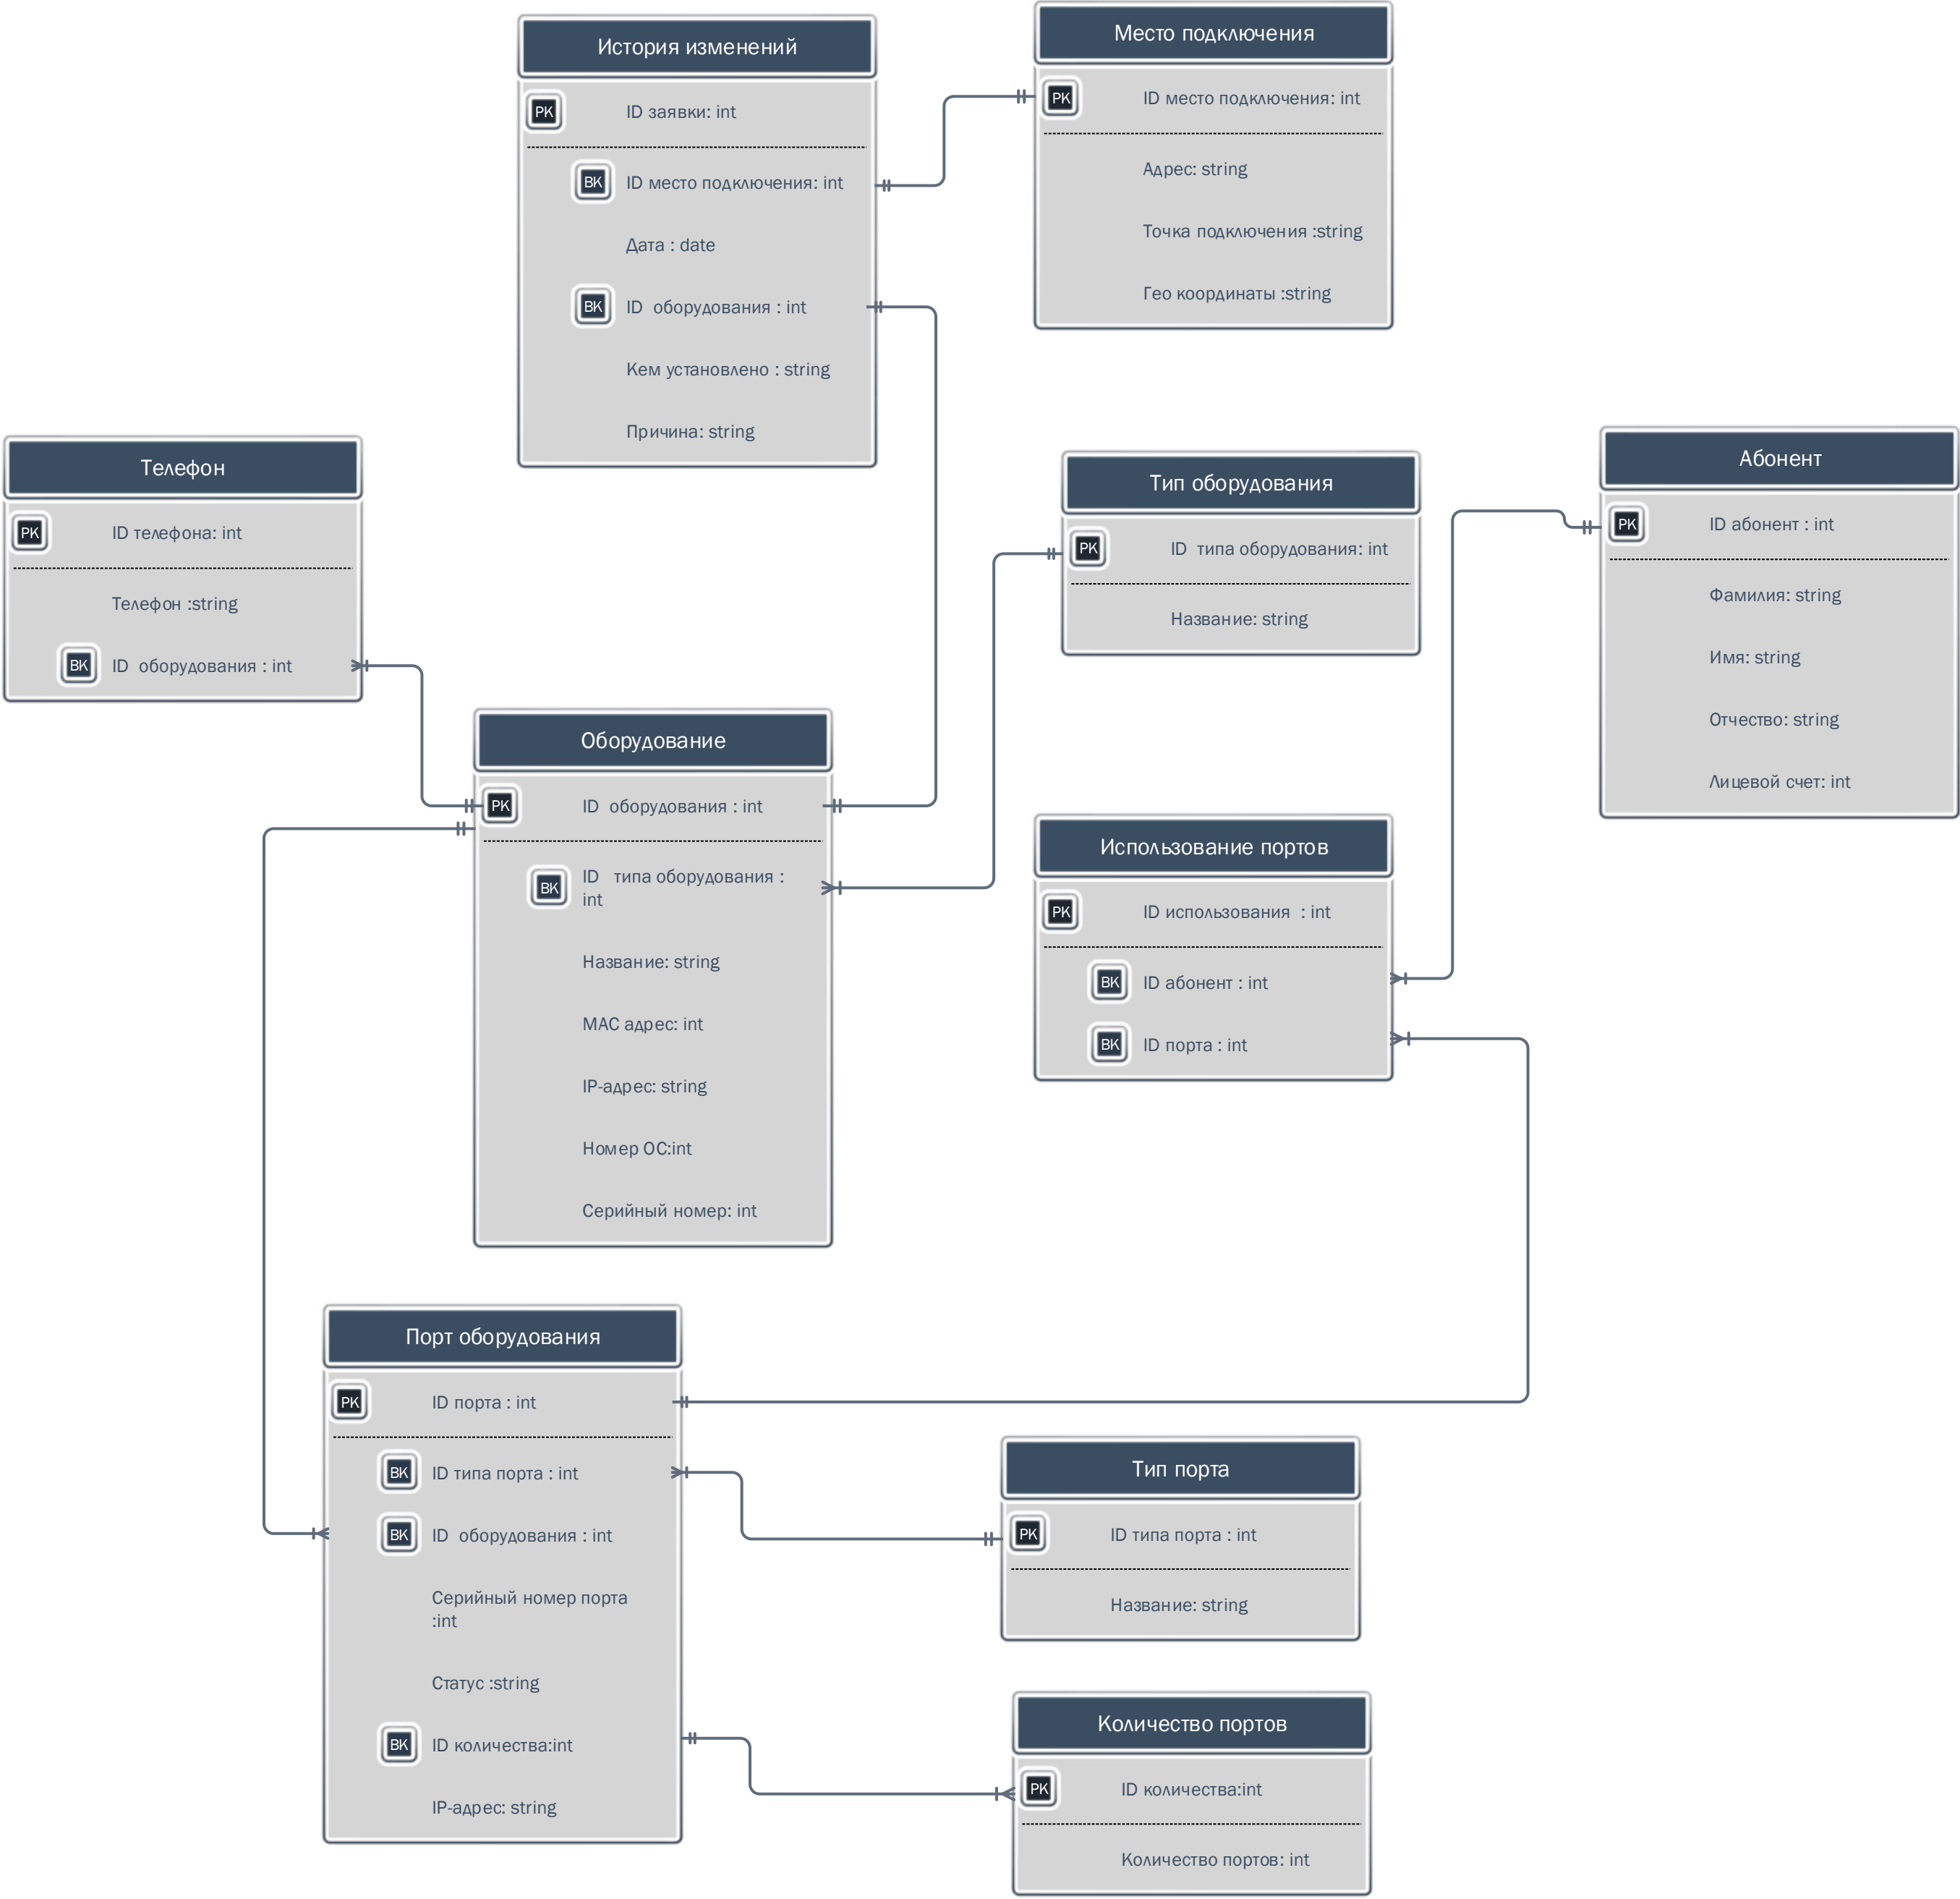 История изменений
PK
ID заявки: int
ВК
ID место подключения: int
Дата : date
ВК
ID оборудования : int
Кем установлено : string
Причина: string
Место подключения
PK
ID место подключения: int
Адрес: string
Точка подключения :string
Гео координаты :string
Телефон
PK
ID телефона: int
Телефон :string
ВК
ID оборудования : int
Тип оборудования
PK
ID типа оборудования: int
Название: string
Абонент
PK
ID абонент : int
Фамилия: string
Имя: string
Отчество: string
Лицевой счет: int
Оборудование
PK
ID оборудования : int
ВК
ID типа оборудования :
int
Название: string
MAC адрес: int
IP-адрес: string
Номер ОС:int
Серийный номер: int
Использование портов
PK
ID использования : int
ВК
ID абонент : int
ВК
ID порта : int
Порт оборудования
PK
ID порта : int
ВК
ID типа порта : int
ВК
ID оборудования : int
Серийный номер порта
:int
Статус :string
ВК
ID количества:int
IP-адрес: string
Тип порта
PK
ID типа порта : int
Название: string
Количество портов
PK
ID количества:int
Количество портов: int